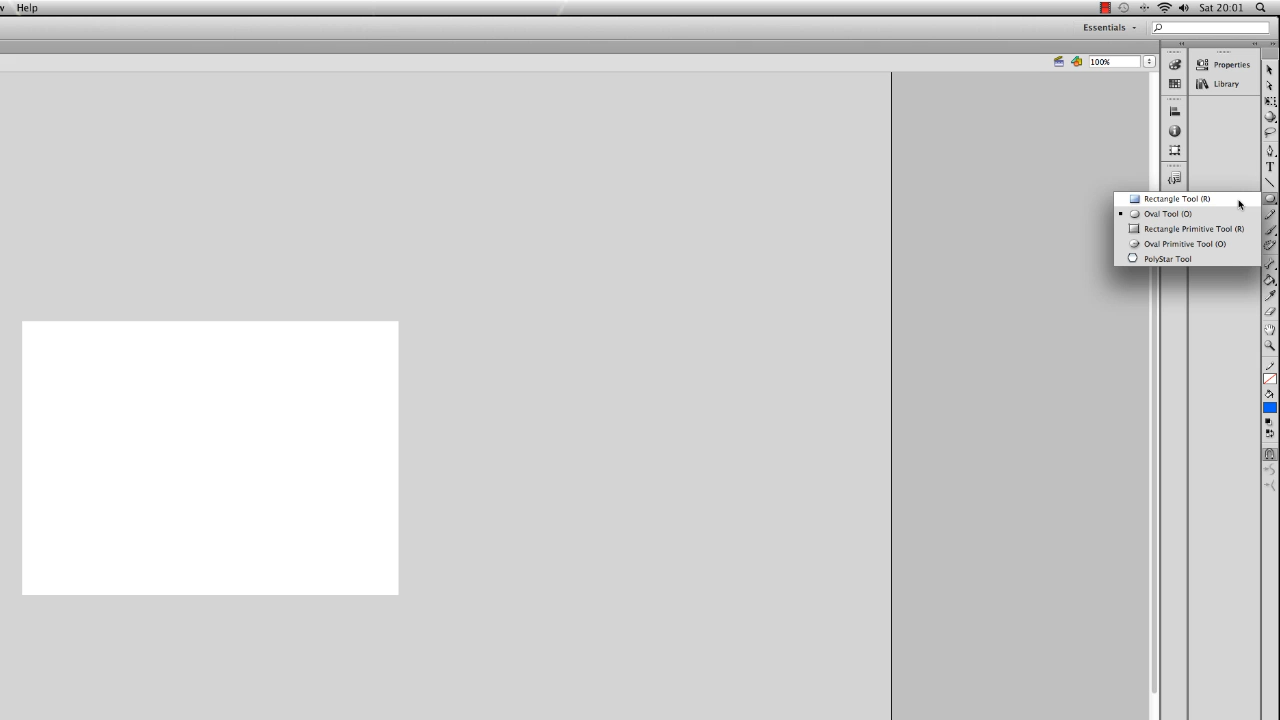 w Help
Sat 20:01
Essentials
100%
Properties
Library
T
Rectangle Tool (R)
Oval Tool (O)
Rectangle Primitive Tool (R)
Oval Primitive Tool (O)
PolyStar Tool